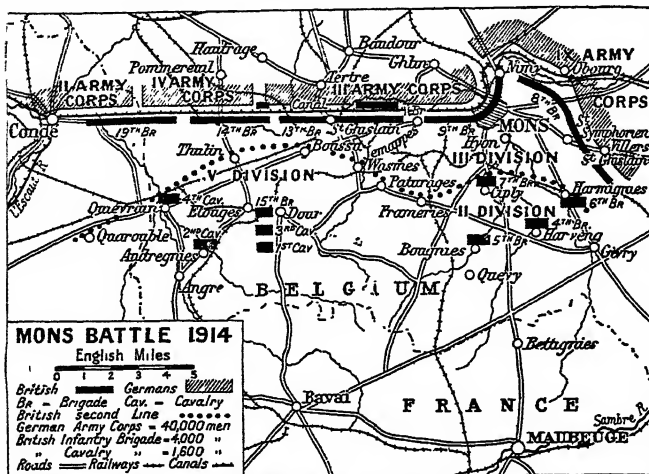 Hautrage
Baudour
Ghlin
Pommereuil
Tertre
Nimy
Obourg
ARMY
CORPS
II ARMY
CORPS
IV ARMY
CORPS
III ARMY CORPS
Canal
Condé
19TH BR
14TH BR
13TH BR
St Ghislain
Jemappes
9TH BR
MONS
8TH BR
St Symphorien
Villers
St Ghislain
Hyon
Thulin
Boussu
Wasmes
V DIVISION
III DIVISION
L'Escaut R.
Paturages
7TH BR
Ciply
Harmignies
6TH BR
Quevrain
4TH Cav.
Elouges
15TH BR
Dour
Frameries
II DIVISION
4TH BR
Harveng
Quarouble
2ND Cav.
3RD Cav.
1ST Cav.
Andregnies
Bougnies
5TH BR
Givry
Quevy
Angre
BELGIUM
Bettignies
Bavai
FRANCE
Sambre R.
MAUBEUGE
MONS BATTLE 1914
English Miles
0 1 2 3 4 5
British Germans
BR = Brigade Cav. = Cavalry
British second Line
German Army Corps = 40,000 men
British Infantry Brigade = 4,000 "
" Cavalry " = 1,600 "
Roads Railways Canals